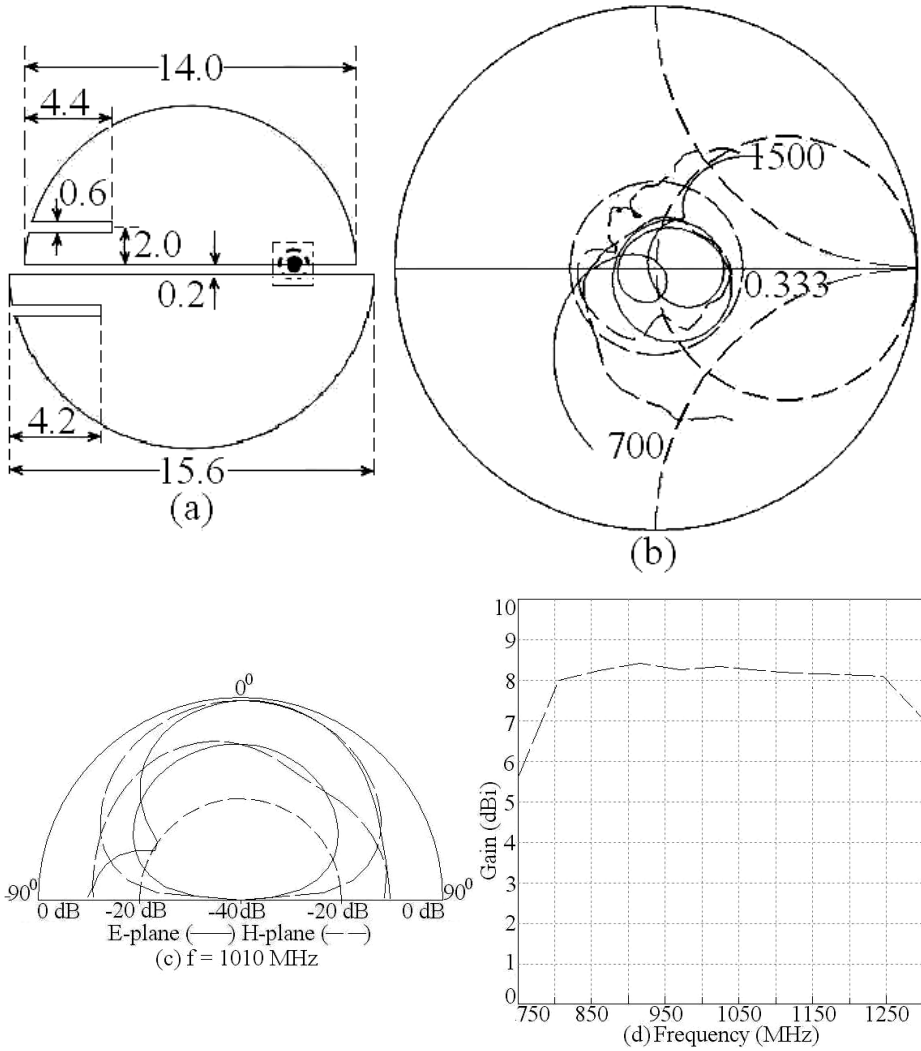 14.0
4.4
0.6
2.0
0.2
4.2
15.6
(a)
1500
0.333
700
(b)
0⁰
-90⁰ 90⁰
0 dB -20 dB -40 dB -20 dB 0 dB
E-plane (——) H-plane (— —)
(c) f = 1010 MHz
10
9
8
7
6
5
4
3
2
1
0
Gain (dBi)
750 850 950 1050 1150 1250
(d) Frequency (MHz)